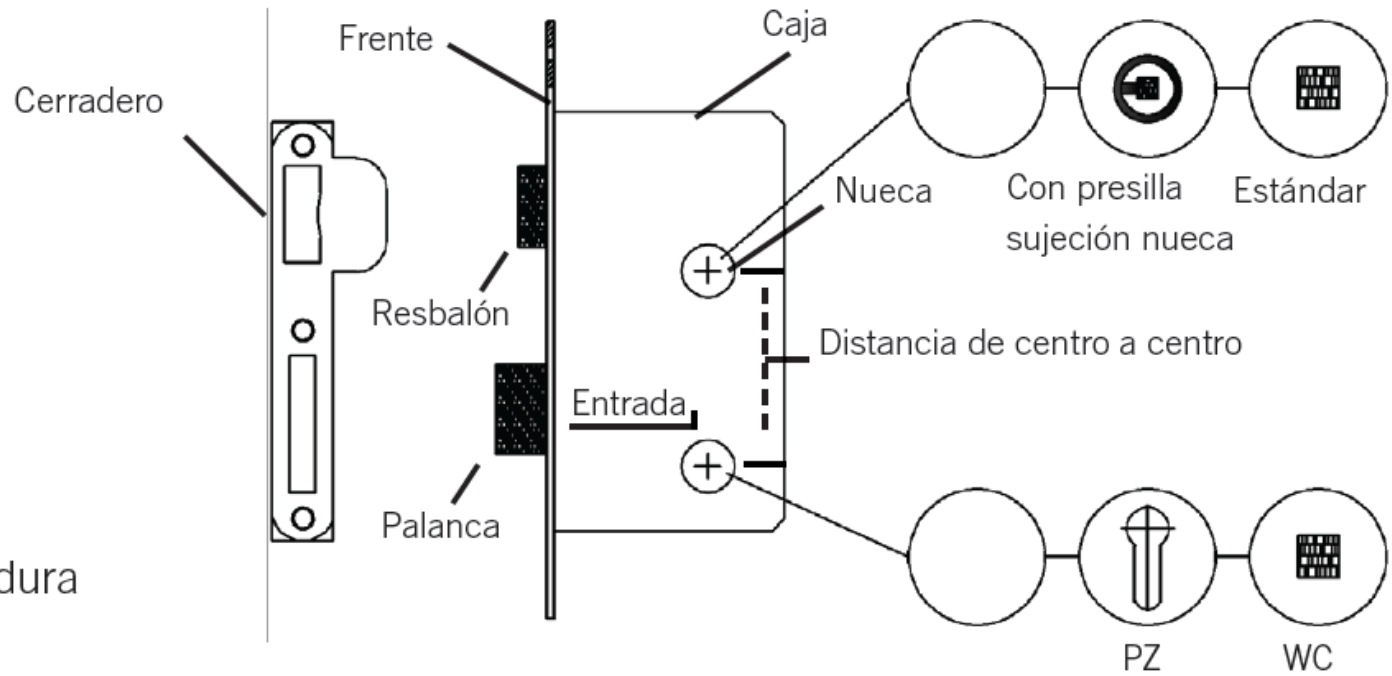 Frente
Caja
Cerradero
Nueca
Con presilla
sujeción nueca
Estándar
Resbalón
Distancia de centro a centro
Entrada
Palanca
dura
PZ
WC